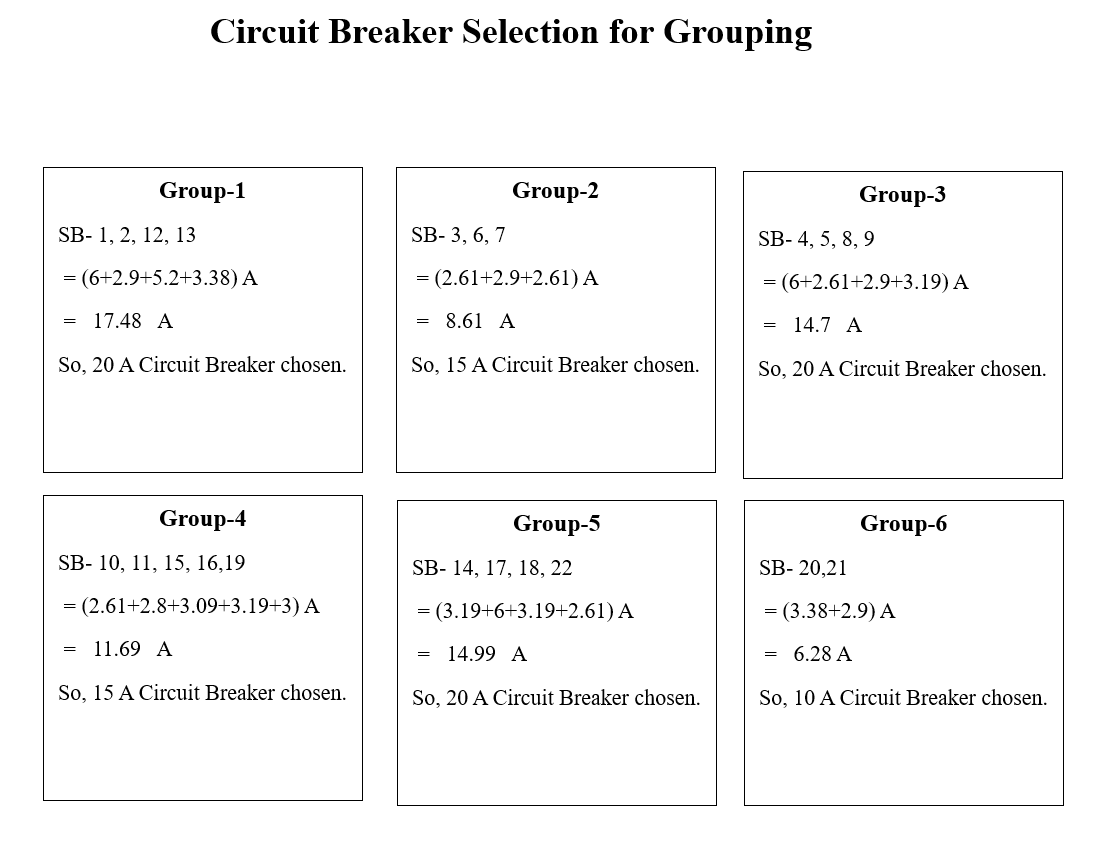 Circuit Breaker Selection for Grouping
Group-1
SB- 1, 2, 12, 13
= (6+2.9+5.2+3.38) A
= 17.48 A
So, 20 A Circuit Breaker chosen.
Group-2
SB- 3, 6, 7
= (2.61+2.9+2.61) A
= 8.61 A
So, 15 A Circuit Breaker chosen.
Group-3
SB- 4, 5, 8, 9
= (6+2.61+2.9+3.19) A
= 14.7 A
So, 20 A Circuit Breaker chosen.
Group-4
SB- 10, 11, 15, 16,19
= (2.61+2.8+3.09+3.19+3) A
= 11.69 A
So, 15 A Circuit Breaker chosen.
Group-5
SB- 14, 17, 18, 22
= (3.19+6+3.19+2.61) A
= 14.99 A
So, 20 A Circuit Breaker chosen.
Group-6
SB- 20,21
= (3.38+2.9) A
= 6.28 A
So, 10 A Circuit Breaker chosen.